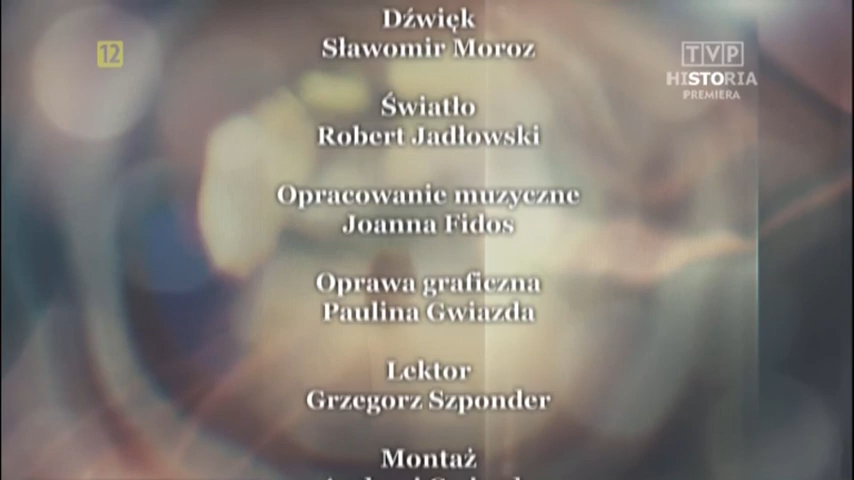 12
TVP
HISTORIA
PREMIERA
Dźwięk
Sławomir Moroz
Światło
Robert Jadłowski
Opracowanie muzyczne
Joanna Fidos
Oprawa graficzna
Paulina Gwiazda
Lektor
Grzegorz Szponder
Montaż